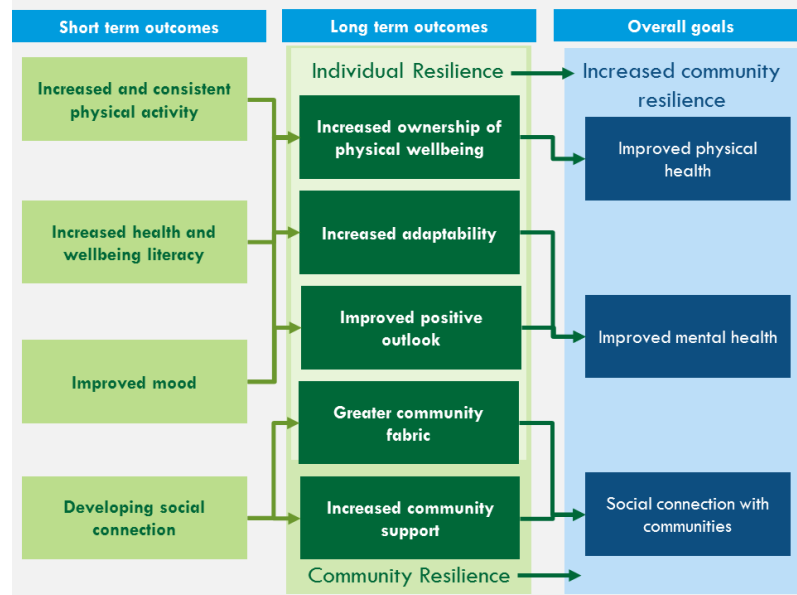 Short term outcomes
Long term outcomes
Overall goals
Increased and consistent
physical activity
Increased health and
wellbeing literacy
Improved mood
Developing social
connection
Individual Resilience
Increased ownership of
physical wellbeing
Increased adaptability
Improved positive
outlook
Greater community
fabric
Increased community
support
Community Resilience
Increased community
resilience
Improved physical
health
Improved mental health
Social connection with
communities